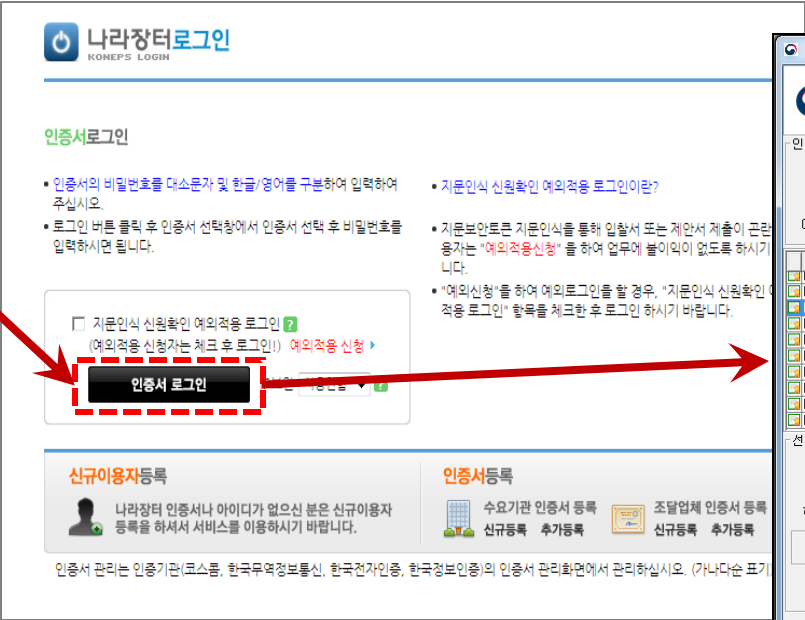 나라장터로그인
KONEPS LOGIN
인증서로그인
• 인증서의 비밀번호를 대소문자 및 한글/영어를 구분하여 입력하여
주십시오.
• 로그인 버튼 클릭 후 인증서 선택창에서 인증서 선택 후 비밀번호를
입력하시면 됩니다.
지문인식 신원확인 예외적용 로그인 ?
(예외적용 신청자는 체크 후 로그인!) 예외적용 신청
인증서 로그인
• 지문인식 신원확인 예외적용 로그인이란?
• 지문보안토큰 지문인식을 통해 입찰서 또는 제안서 제출이 곤란
용자는 "예외적용신청" 을 하여 업무에 불이익이 없도록 하시기
니다.
• "예외신청"을 하여 예외로그인을 할 경우, "지문인식 신원확인
적용 로그인" 항목을 체크한 후 로그인 하시기 바랍니다.
신규이용자등록
나라장터 인증서나 아이디가 없으신 분은 신규이용자
등록을 하셔서 서비스를 이용하시기 바랍니다.
인증서등록
수요기관 인증서 등록
신규등록 추가등록
조달업체 인증서 등록
신규등록 추가등록
인증서 관리는 인증기관(코스콤, 한국무역정보통신, 한국전자인증, 한국정보인증)의 인증서 관리화면에서 관리하십시오. (가나다순 표기)
인
선